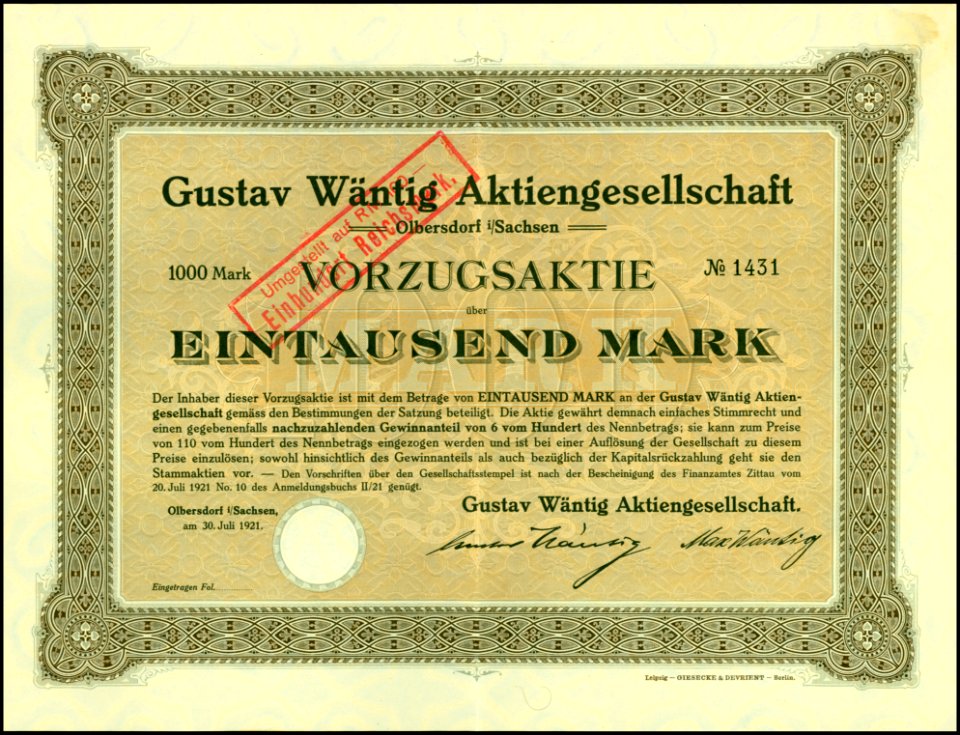 Gustav Wäntig Aktiengesellschaft
Olbersdorf i/Sachsen
1000 Mark VORZUGSAKTIE № 1431
über
EINTAUSEND MARK
MARK
Umgestellt auf RM
Einhundert Reichsmark.
Der Inhaber dieser Vorzugsaktie ist mit dem Betrage von EINTAUSEND MARK an der Gustav Wäntig Aktien-
gesellschaft gemäss den Bestimmungen der Satzung beteiligt. Die Aktie gewährt demnach einfaches Stimmrecht und
einen gegebenenfalls nachzuzahlenden Gewinnanteil von 6 vom Hundert des Nennbetrags; sie kann zum Preise
von 110 vom Hundert des Nennbetrags eingezogen werden und ist bei einer Auflösung der Gesellschaft zu diesem
Preise einzulösen; sowohl hinsichtlich des Gewinnanteils als auch bezüglich der Kapitalsrückzahlung geht sie den
Stammaktien vor. — Den Vorschriften über den Gesellschaftsstempel ist nach der Bescheinigung des Finanzamtes Zittau vom
20. Juli 1921 No. 10 des Anmeldungsbuchs II/21 genügt.
Olbersdorf i/Sachsen,
am 30. Juli 1921.
Gustav Wäntig Aktiengesellschaft.
Gustav Wäntig Max Wäntig
Eingetragen Fol.
Leipzig — GIESECKE & DEVRIENT — Berlin.